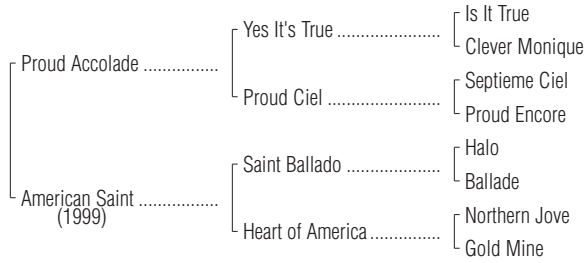 Is It True
Yes It's True ....................
Clever Monique
Proud Accolade ...............
Septieme Ciel
Proud Ciel ......................
Proud Encore
Halo
Saint Ballado ...................
Ballade
American Saint ................
(1999)
Northern Jove
Heart of America ..............
Gold Mine